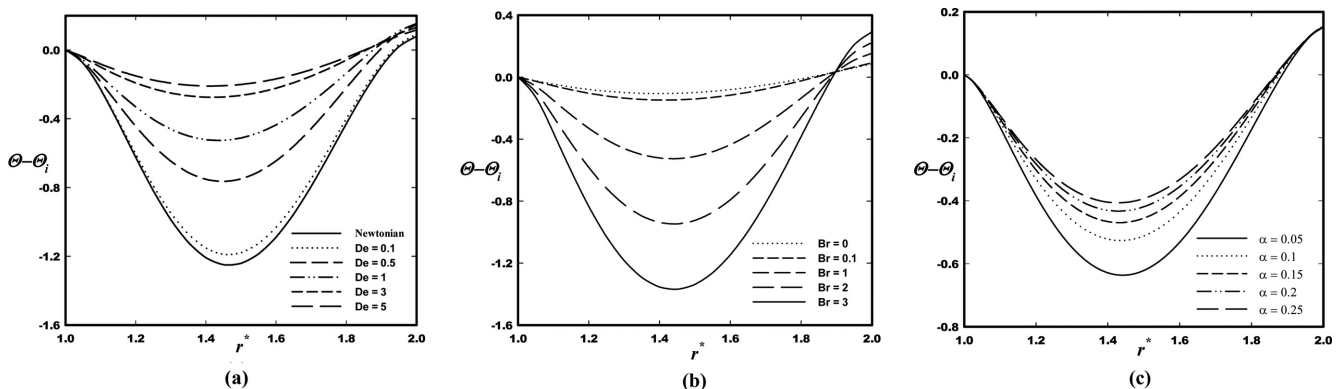 0.0
-0.4
-0.8
-1.2
-1.6
Θ–Θi
1.0 1.2 1.4 1.6 1.8 2.0
r*
Newtonian
De = 0.1
De = 0.5
De = 1
De = 3
De = 5
(a)
0.4
0.0
-0.4
-0.8
-1.2
-1.6
Θ–Θi
1.0 1.2 1.4 1.6 1.8 2.0
r*
Br = 0
Br = 0.1
Br = 1
Br = 2
Br = 3
(b)
0.2
0.0
-0.2
-0.4
-0.6
-0.8
Θ–Θi
1.0 1.2 1.4 1.6 1.8 2.0
r*
α = 0.05
α = 0.1
α = 0.15
α = 0.2
α = 0.25
(c)